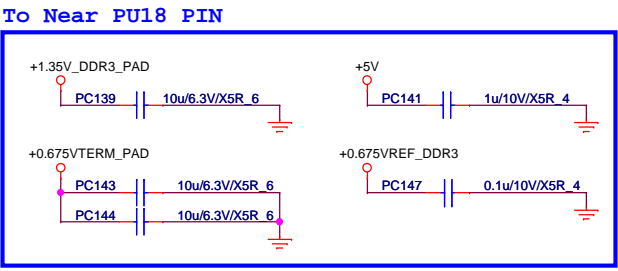 To Near PU18 PIN
+1.35V_DDR3_PAD
PC139 10u/6.3V/X5R_6
+5V
PC141 1u/10V/X5R_4
+0.675VTERM_PAD
PC143 10u/6.3V/X5R_6
PC144 10u/6.3V/X5R_6
+0.675VREF_DDR3
PC147 0.1u/10V/X5R_4